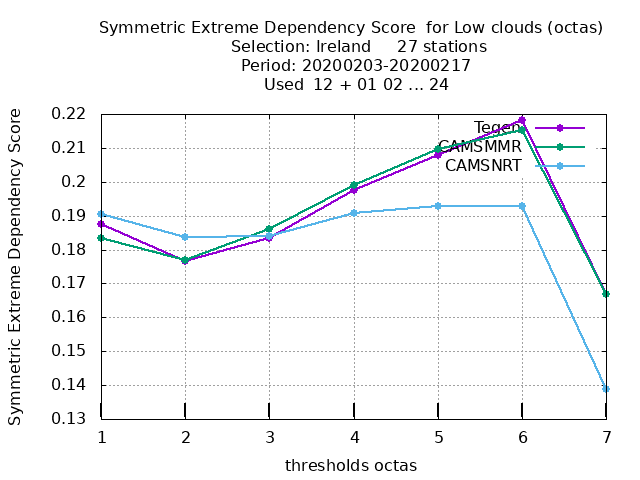 Symmetric Extreme Dependency Score  for Low clouds (octas)
Selection: Ireland     27 stations
Period: 20200203-20200217
Used  12 + 01 02 ... 24
Symmetric Extreme Dependency Score
0.22
0.21
0.2
0.19
0.18
0.17
0.16
0.15
0.14
0.13
Tegen
CAMSMMR
CAMSNRT
1 2 3 4 5 6 7
thresholds octas